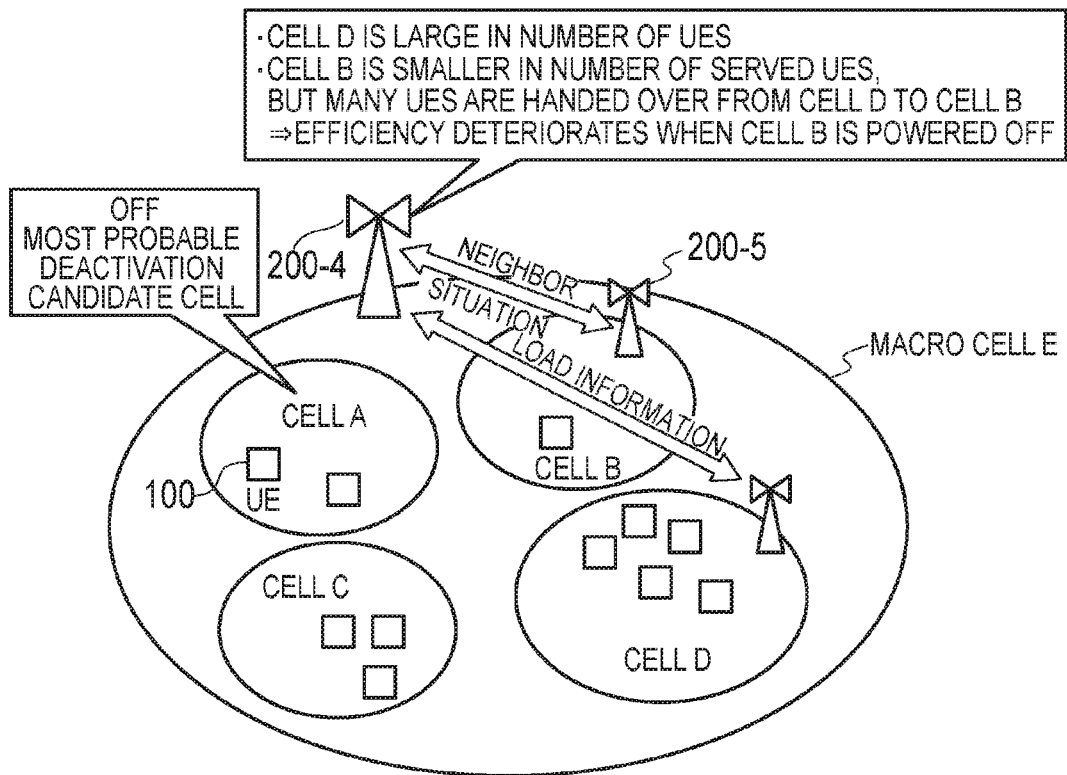 ·CELL D IS LARGE IN NUMBER OF UES
·CELL B IS SMALLER IN NUMBER OF SERVED UES,
BUT MANY UES ARE HANDED OVER FROM CELL D TO CELL B
⇒EFFICIENCY DETERIORATES WHEN CELL B IS POWERED OFF
OFF
MOST PROBABLE
DEACTIVATION
CANDIDATE CELL
200-4
NEIGHBOR
SITUATION
200-5
LOAD INFORMATION
MACRO CELL E
CELL A
100
UE
CELL B
CELL C
CELL D